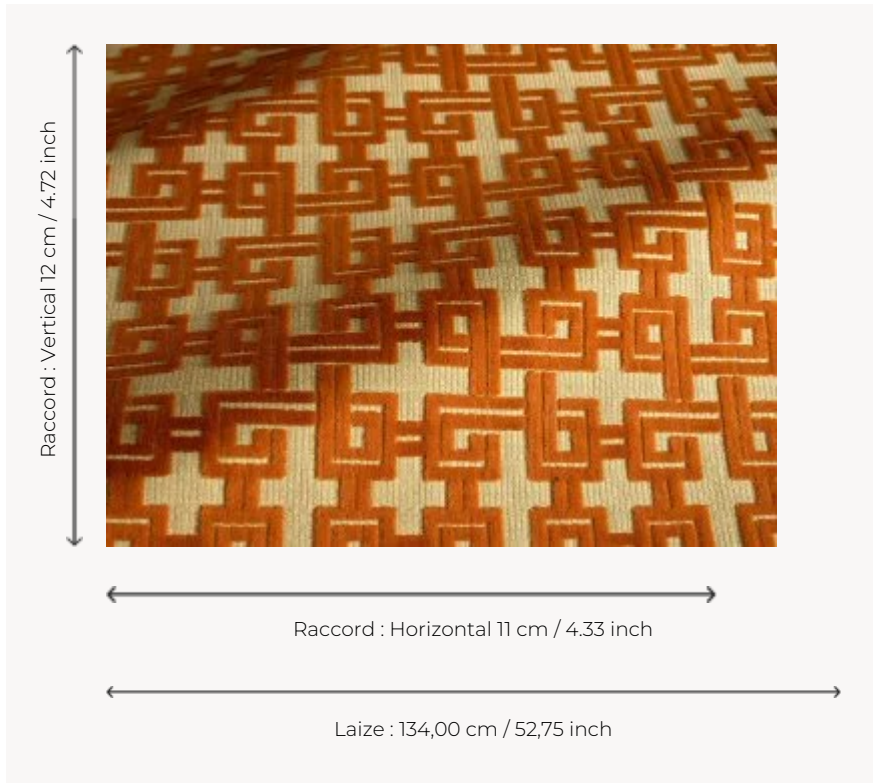 Raccord : Vertical 12 cm / 4.72 inch
Raccord : Horizontal 11 cm / 4.33 inch
Laize : 134,00 cm / 52,75 inch